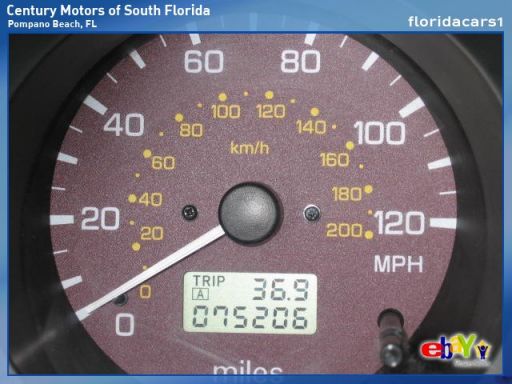 Century Motors of South Florida
Pompano Beach, FL
floridacars1
60 80
40 100
100 120
80 140
km/h
60 160
40 180
20 120
20 200
MPH
0
0
TRIP
A 36.9
075206
miles
ebay